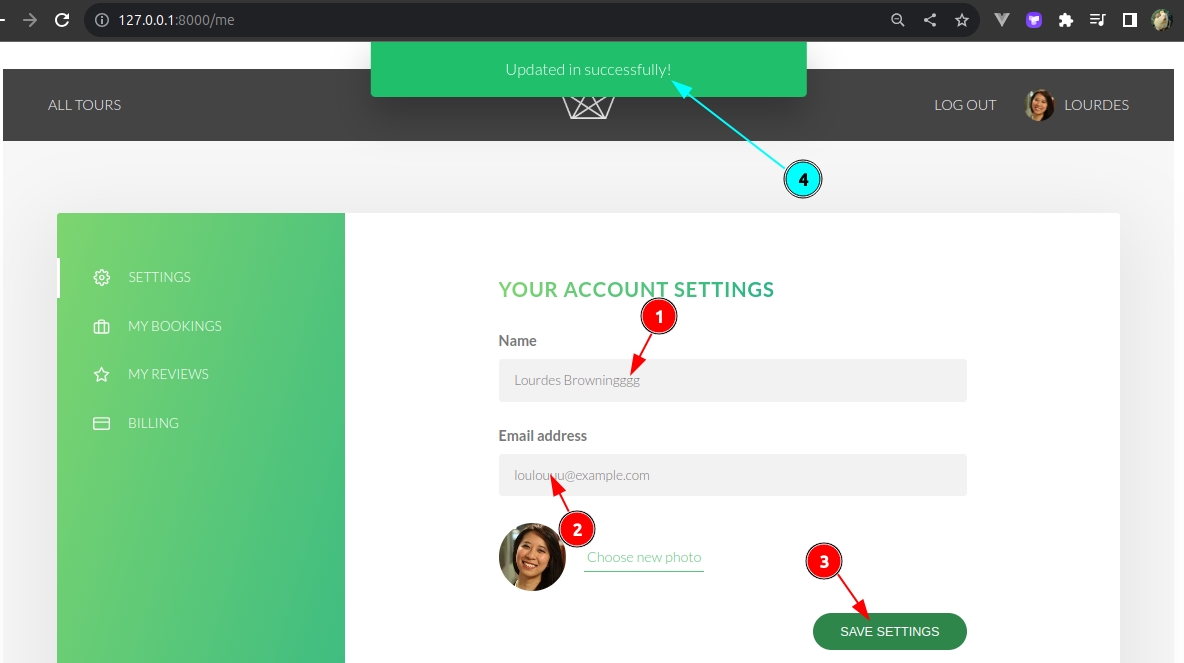 127.0.0.1:8000/me
Updated in successfully!
ALL TOURS
LOG OUT
LOURDES
4
SETTINGS
MY BOOKINGS
MY REVIEWS
BILLING
YOUR ACCOUNT SETTINGS
1
Name
Lourdes Browningggg
Email address
loulouuu@example.com
2
Choose new photo
3
SAVE SETTINGS